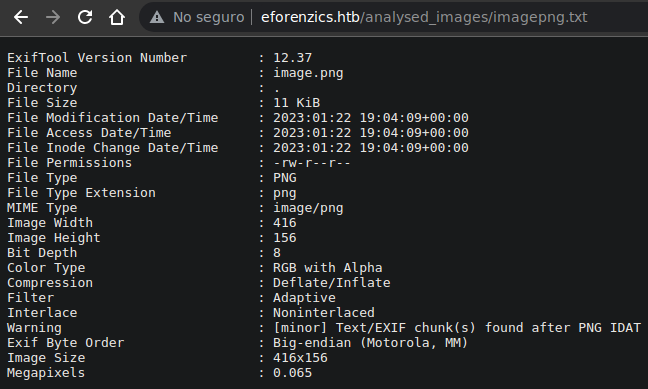 No seguro | eforenzics.htb/analysed_images/imagepng.txt
ExifTool Version Number : 12.37
File Name : image.png
Directory : .
File Size : 11 KiB
File Modification Date/Time : 2023:01:22 19:04:09+00:00
File Access Date/Time : 2023:01:22 19:04:09+00:00
File Inode Change Date/Time : 2023:01:22 19:04:09+00:00
File Permissions : -rw-r--r--
File Type : PNG
File Type Extension : png
MIME Type : image/png
Image Width : 416
Image Height : 156
Bit Depth : 8
Color Type : RGB with Alpha
Compression : Deflate/Inflate
Filter : Adaptive
Interlace : Noninterlaced
Warning : [minor] Text/EXIF chunk(s) found after PNG IDAT
Exif Byte Order : Big-endian (Motorola, MM)
Image Size : 416x156
Megapixels : 0.065